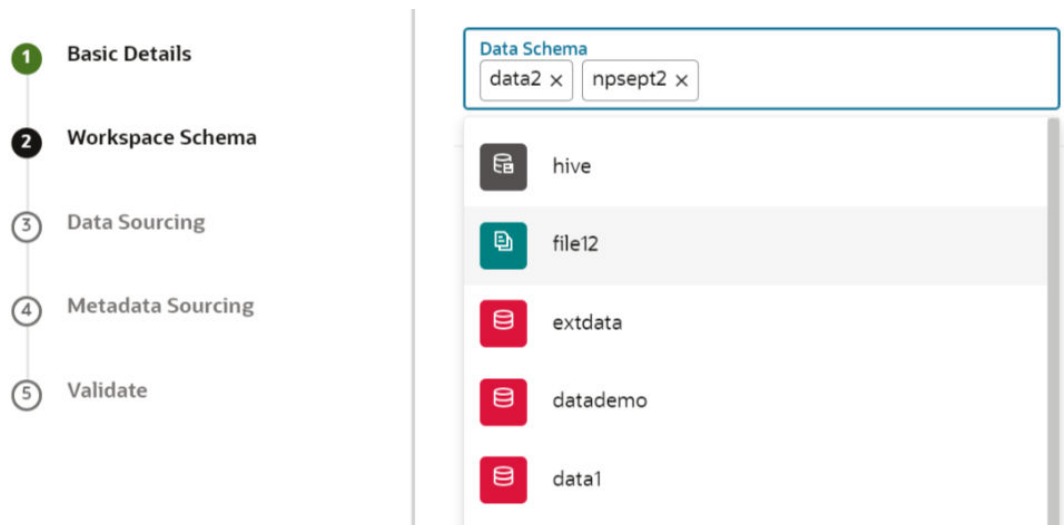 1 Basic Details
2 Workspace Schema
3 Data Sourcing
4 Metadata Sourcing
5 Validate
Data Schema
data2 × npsept2 ×
hive
file12
extdata
datademo
data1